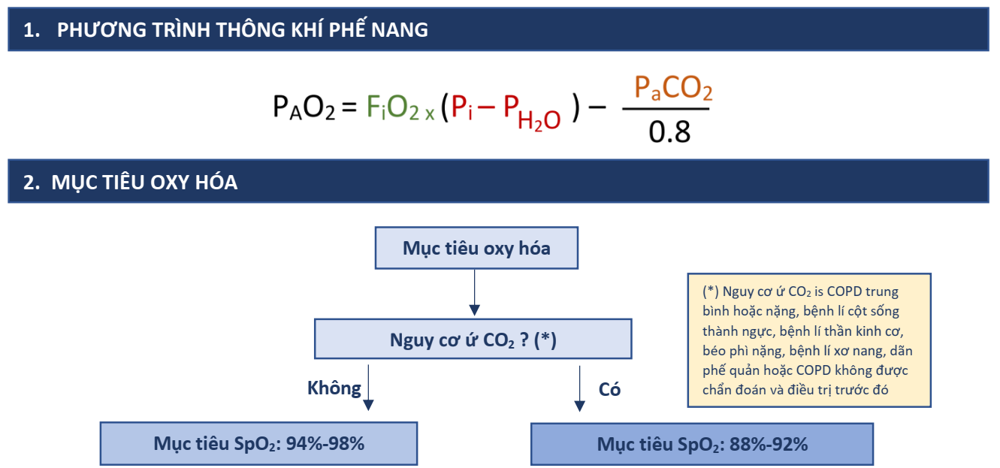 1. PHƯƠNG TRÌNH THÔNG KHÍ PHẾ NANG
PₐCO₂
P_AO₂ = FᵢO₂ x (Pᵢ – P_H₂O ) –
0.8
2. MỤC TIÊU OXY HÓA
Mục tiêu oxy hóa
Nguy cơ ứ CO₂ ? (*)
Không
Có
Mục tiêu SpO₂: 94%-98%
Mục tiêu SpO₂: 88%-92%
(*) Nguy cơ ứ CO₂ is COPD trung
bình hoặc nặng, bệnh lí cột sống
thành ngực, bệnh lí thần kinh cơ,
béo phì nặng, bệnh lí xơ nang, dãn
phế quản hoặc COPD không được
chẩn đoán và điều trị trước đó